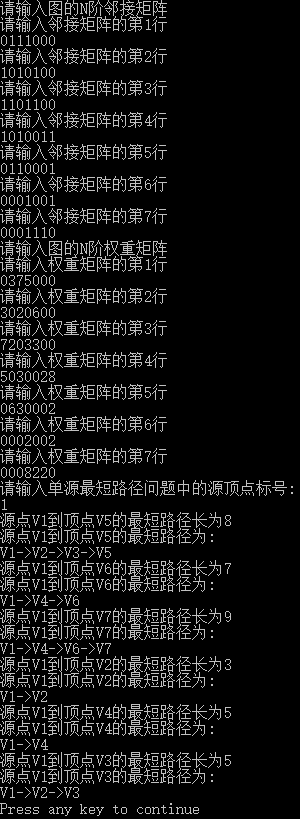 请输入图的N阶邻接矩阵
请输入邻接矩阵的第1行
0111000
请输入邻接矩阵的第2行
1010100
请输入邻接矩阵的第3行
1101100
请输入邻接矩阵的第4行
1010011
请输入邻接矩阵的第5行
0110001
请输入邻接矩阵的第6行
0001001
请输入邻接矩阵的第7行
0001110
请输入图的N阶权重矩阵
请输入权重矩阵的第1行
0375000
请输入权重矩阵的第2行
3020600
请输入权重矩阵的第3行
7203300
请输入权重矩阵的第4行
5030028
请输入权重矩阵的第5行
0630002
请输入权重矩阵的第6行
0002002
请输入权重矩阵的第7行
0008220
请输入单源最短路径问题中的源顶点标号:
1
源点V1到顶点V5的最短路径长为8
源点V1到顶点V5的最短路径为:
V1->V2->V3->V5
源点V1到顶点V6的最短路径长为7
源点V1到顶点V6的最短路径为:
V1->V4->V6
源点V1到顶点V7的最短路径长为9
源点V1到顶点V7的最短路径为:
V1->V4->V6->V7
源点V1到顶点V2的最短路径长为3
源点V1到顶点V2的最短路径为:
V1->V2
源点V1到顶点V4的最短路径长为5
源点V1到顶点V4的最短路径为:
V1->V4
源点V1到顶点V3的最短路径长为5
源点V1到顶点V3的最短路径为:
V1->V2->V3
Press any key to continue